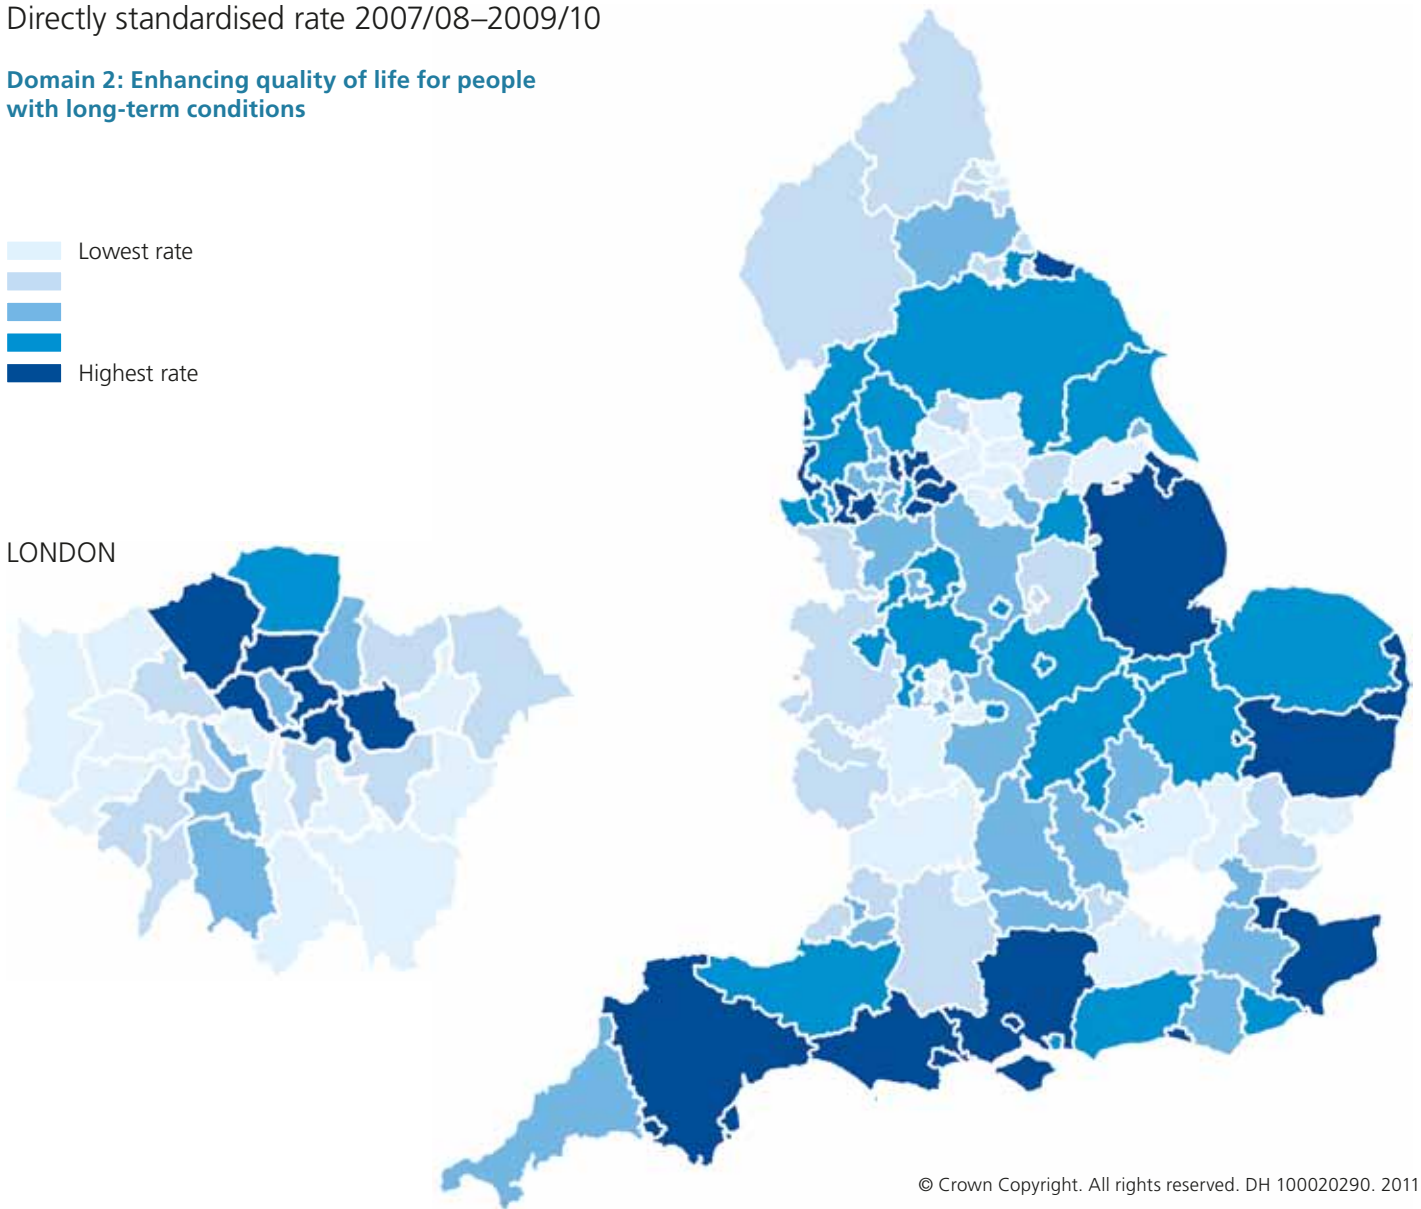 Directly standardised rate 2007/08–2009/10
Domain 2: Enhancing quality of life for people
with long-term conditions
Lowest rate
Highest rate
LONDON
© Crown Copyright. All rights reserved. DH 100020290. 2011